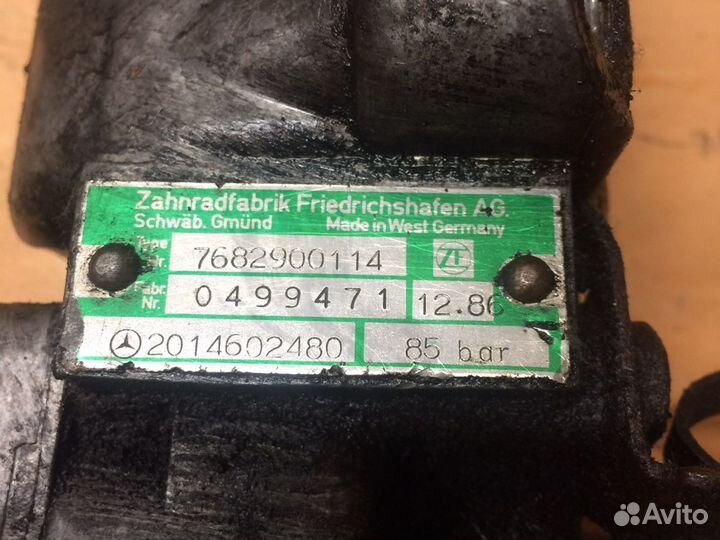 Zahnradfabrik Friedrichshafen AG.
Schwäb. Gmünd Made in West Germany
Type
Nr. 7682900114 ZF
Fabr.
Nr. 0499471 12.86
2014602480 85 bar
Avito